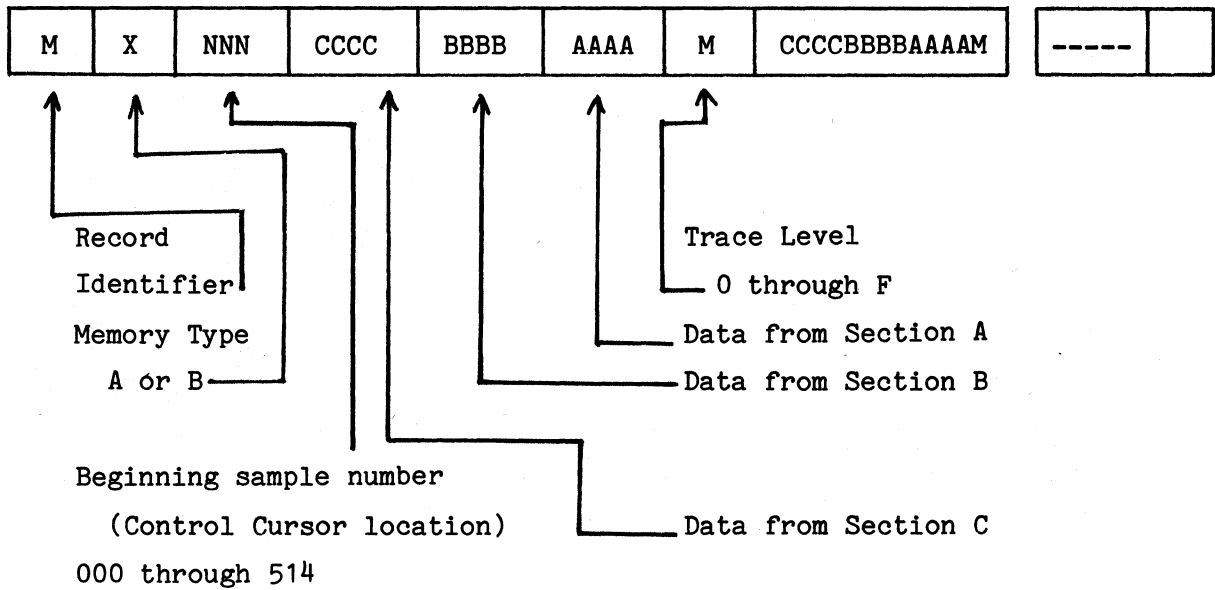 M X NNN CCCC BBBB AAAA M CCCCBBBBAAAAM -----
Record
Identifier
Memory Type
A or B
Beginning sample number
(Control Cursor location)
000 through 514
Trace Level
0 through F
Data from Section A
Data from Section B
Data from Section C